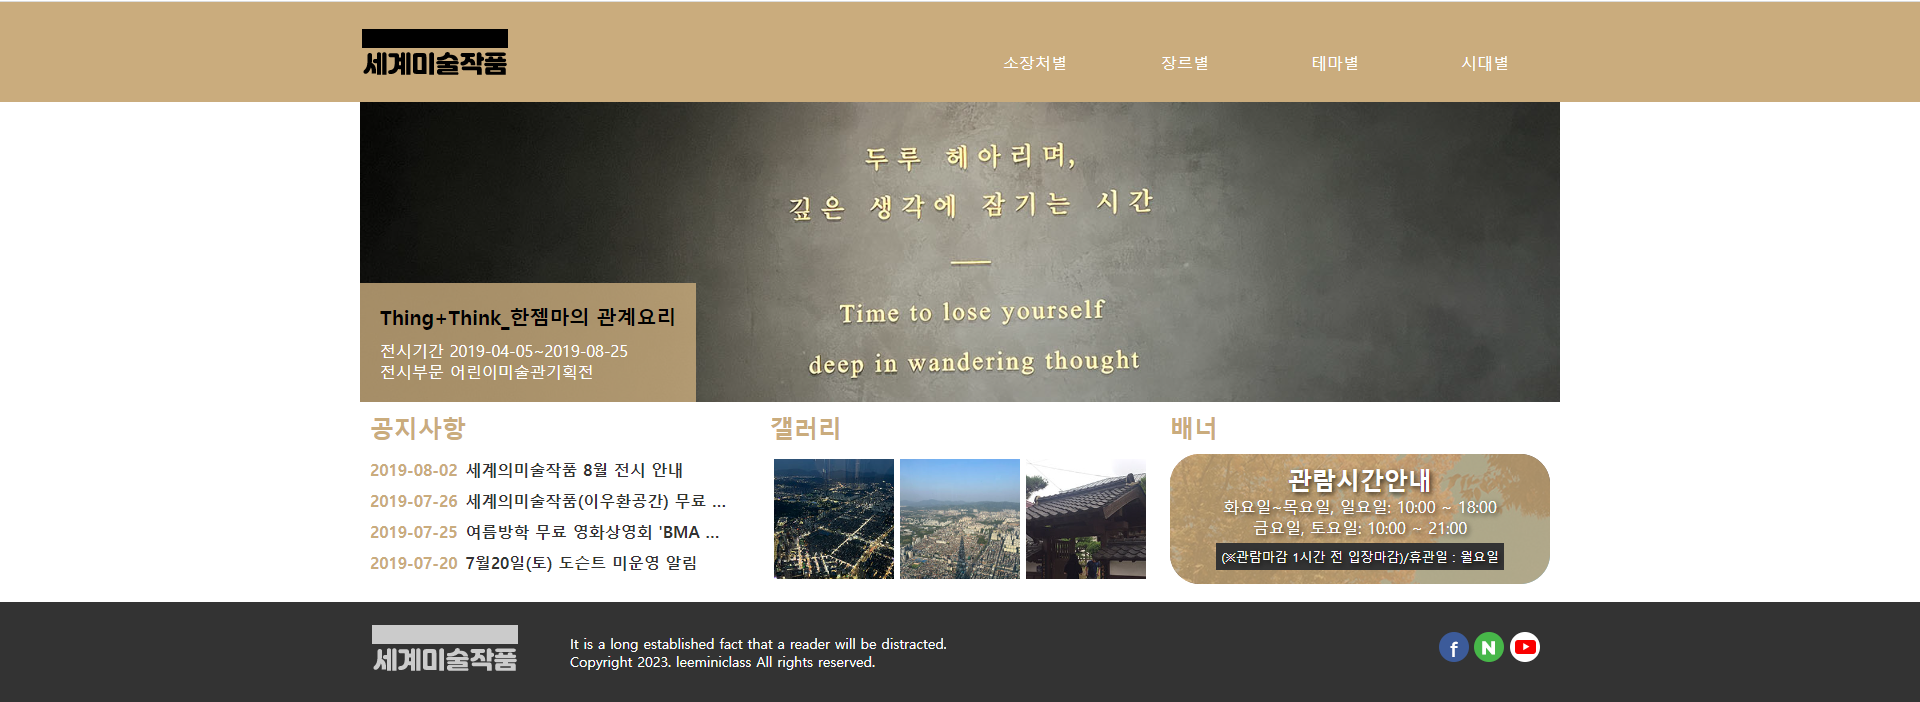 세계미술작품
소장처별 장르별 테마별 시대별
두루 헤아리며,
깊은 생각에 잠기는 시간
Time to lose yourself
deep in wandering thought
Thing+Think_한젬마의 관계요리
전시기간 2019-04-05~2019-08-25
전시부문 어린이미술관기획전
공지사항
2019-08-02 세계의미술작품 8월 전시 안내
2019-07-26 세계의미술작품(이우환공간) 무료 ...
2019-07-25 여름방학 무료 영화상영회 'BMA ...
2019-07-20 7월20일(토) 도슨트 미운영 알림
갤러리
배너
관람시간안내
화요일~목요일, 일요일: 10:00 ~ 18:00
금요일, 토요일: 10:00 ~ 21:00
(※관람마감 1시간 전 입장마감)/휴관일 : 월요일
세계미술작품
It is a long established fact that a reader will be distracted.
Copyright 2023. leeminiclass All rights reserved.
f N